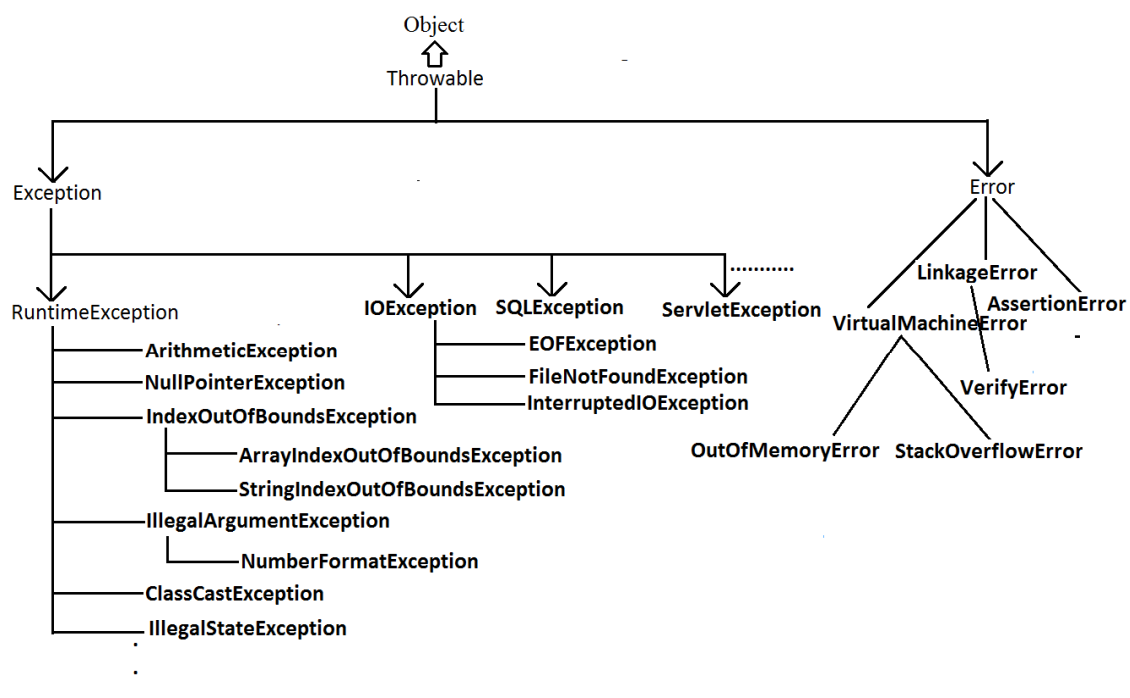 Object
Throwable
Exception
Error
...........
LinkageError
RuntimeException
IOException
SQLException
ServletException
AssertionError
VirtualMachineError
ArithmeticException
EOFException
NullPointerException
FileNotFoundException
VerifyError
InterruptedIOException
IndexOutOfBoundsException
OutOfMemoryError
StackOverflowError
ArrayIndexOutOfBoundsException
StringIndexOutOfBoundsException
IllegalArgumentException
NumberFormatException
ClassCastException
IllegalStateException
.
.